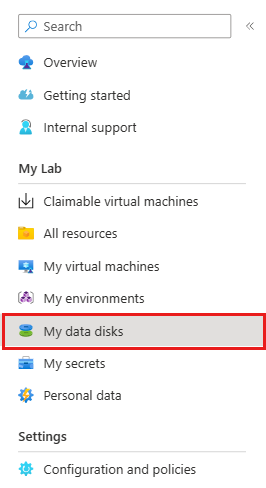 Search
Overview
Getting started
Internal support
My Lab
Claimable virtual machines
All resources
My virtual machines
My environments
My data disks
My secrets
Personal data
Settings
Configuration and policies